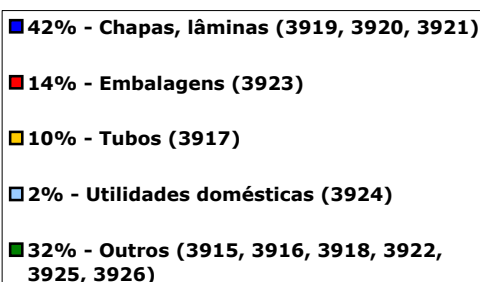 42% - Chapas, lâminas (3919, 3920, 3921)
14% - Embalagens (3923)
10% - Tubos (3917)
2% - Utilidades domésticas (3924)
32% - Outros (3915, 3916, 3918, 3922,
3925, 3926)